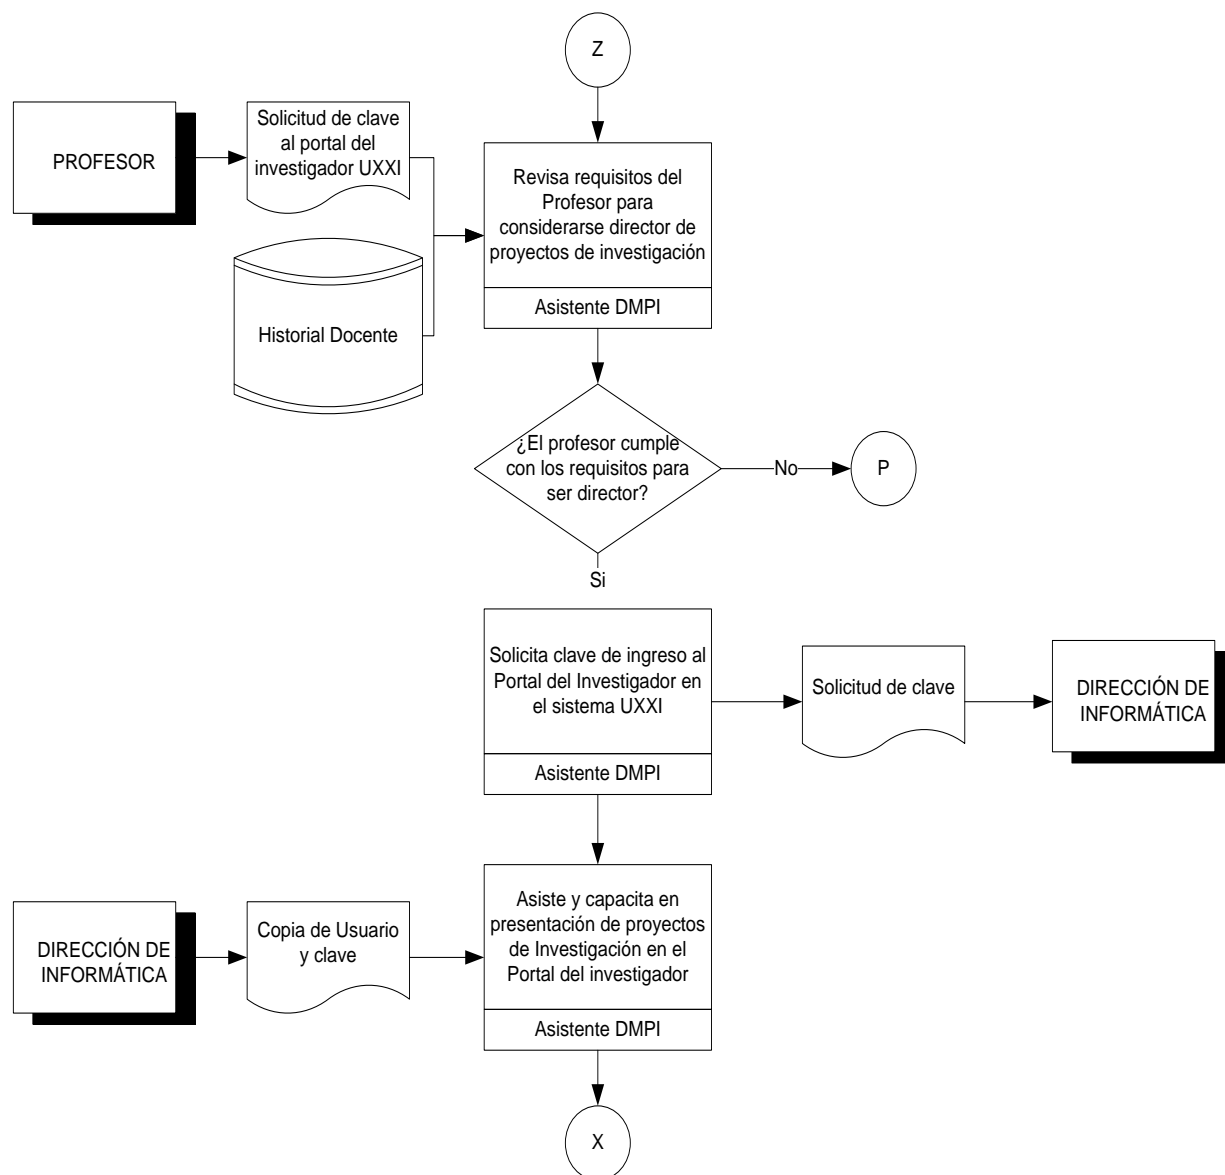 Z
PROFESOR
Solicitud de clave
al portal del
investigador UXXI
Revisa requisitos del
Profesor para
considerarse director de
proyectos de investigación
Asistente DMPI
Historial Docente
¿El profesor cumple
con los requisitos para
ser director?
No
P
Si
Solicita clave de ingreso al
Portal del Investigador en
el sistema UXXI
Asistente DMPI
Solicitud de clave
DIRECCIÓN DE
INFORMÁTICA
DIRECCIÓN DE
INFORMÁTICA
Copia de Usuario
y clave
Asiste y capacita en
presentación de proyectos
de Investigación en el
Portal del investigador
Asistente DMPI
X